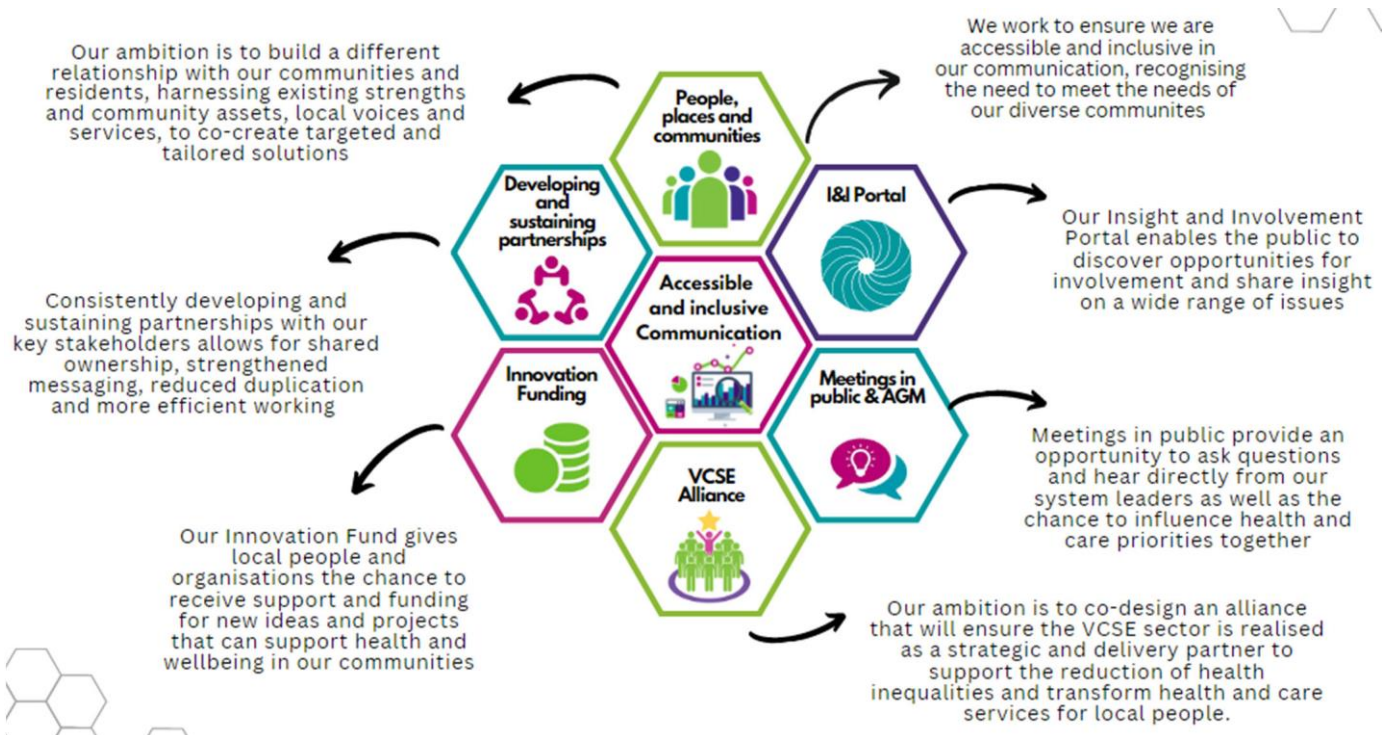 Our ambition is to build a different
relationship with our communities and
residents, harnessing existing strengths
and community assets, local voices and
services, to co-create targeted and
tailored solutions
People,
places and
communities
We work to ensure we are
accessible and inclusive in
our communication, recognising
the need to meet the needs of
our diverse communites
Developing
and
sustaining
partnerships
I&I Portal
Our Insight and Involvement
Portal enables the public to
discover opportunities for
involvement and share insight
on a wide range of issues
Consistently developing and
sustaining partnerships with our
key stakeholders allows for shared
ownership, strengthened
messaging, reduced duplication
and more efficient working
Accessible
and inclusive
Communication
Innovation
Funding
Meetings in
public & AGM
Meetings in public provide an
opportunity to ask questions
and hear directly from our
system leaders as well as the
chance to influence health and
care priorities together
VCSE
Alliance
Our Innovation Fund gives
local people and
organisations the chance to
receive support and funding
for new ideas and projects
that can support health and
wellbeing in our communities
Our ambition is to co-design an alliance
that will ensure the VCSE sector is realised
as a strategic and delivery partner to
support the reduction of health
inequalities and transform health and care
services for local people.